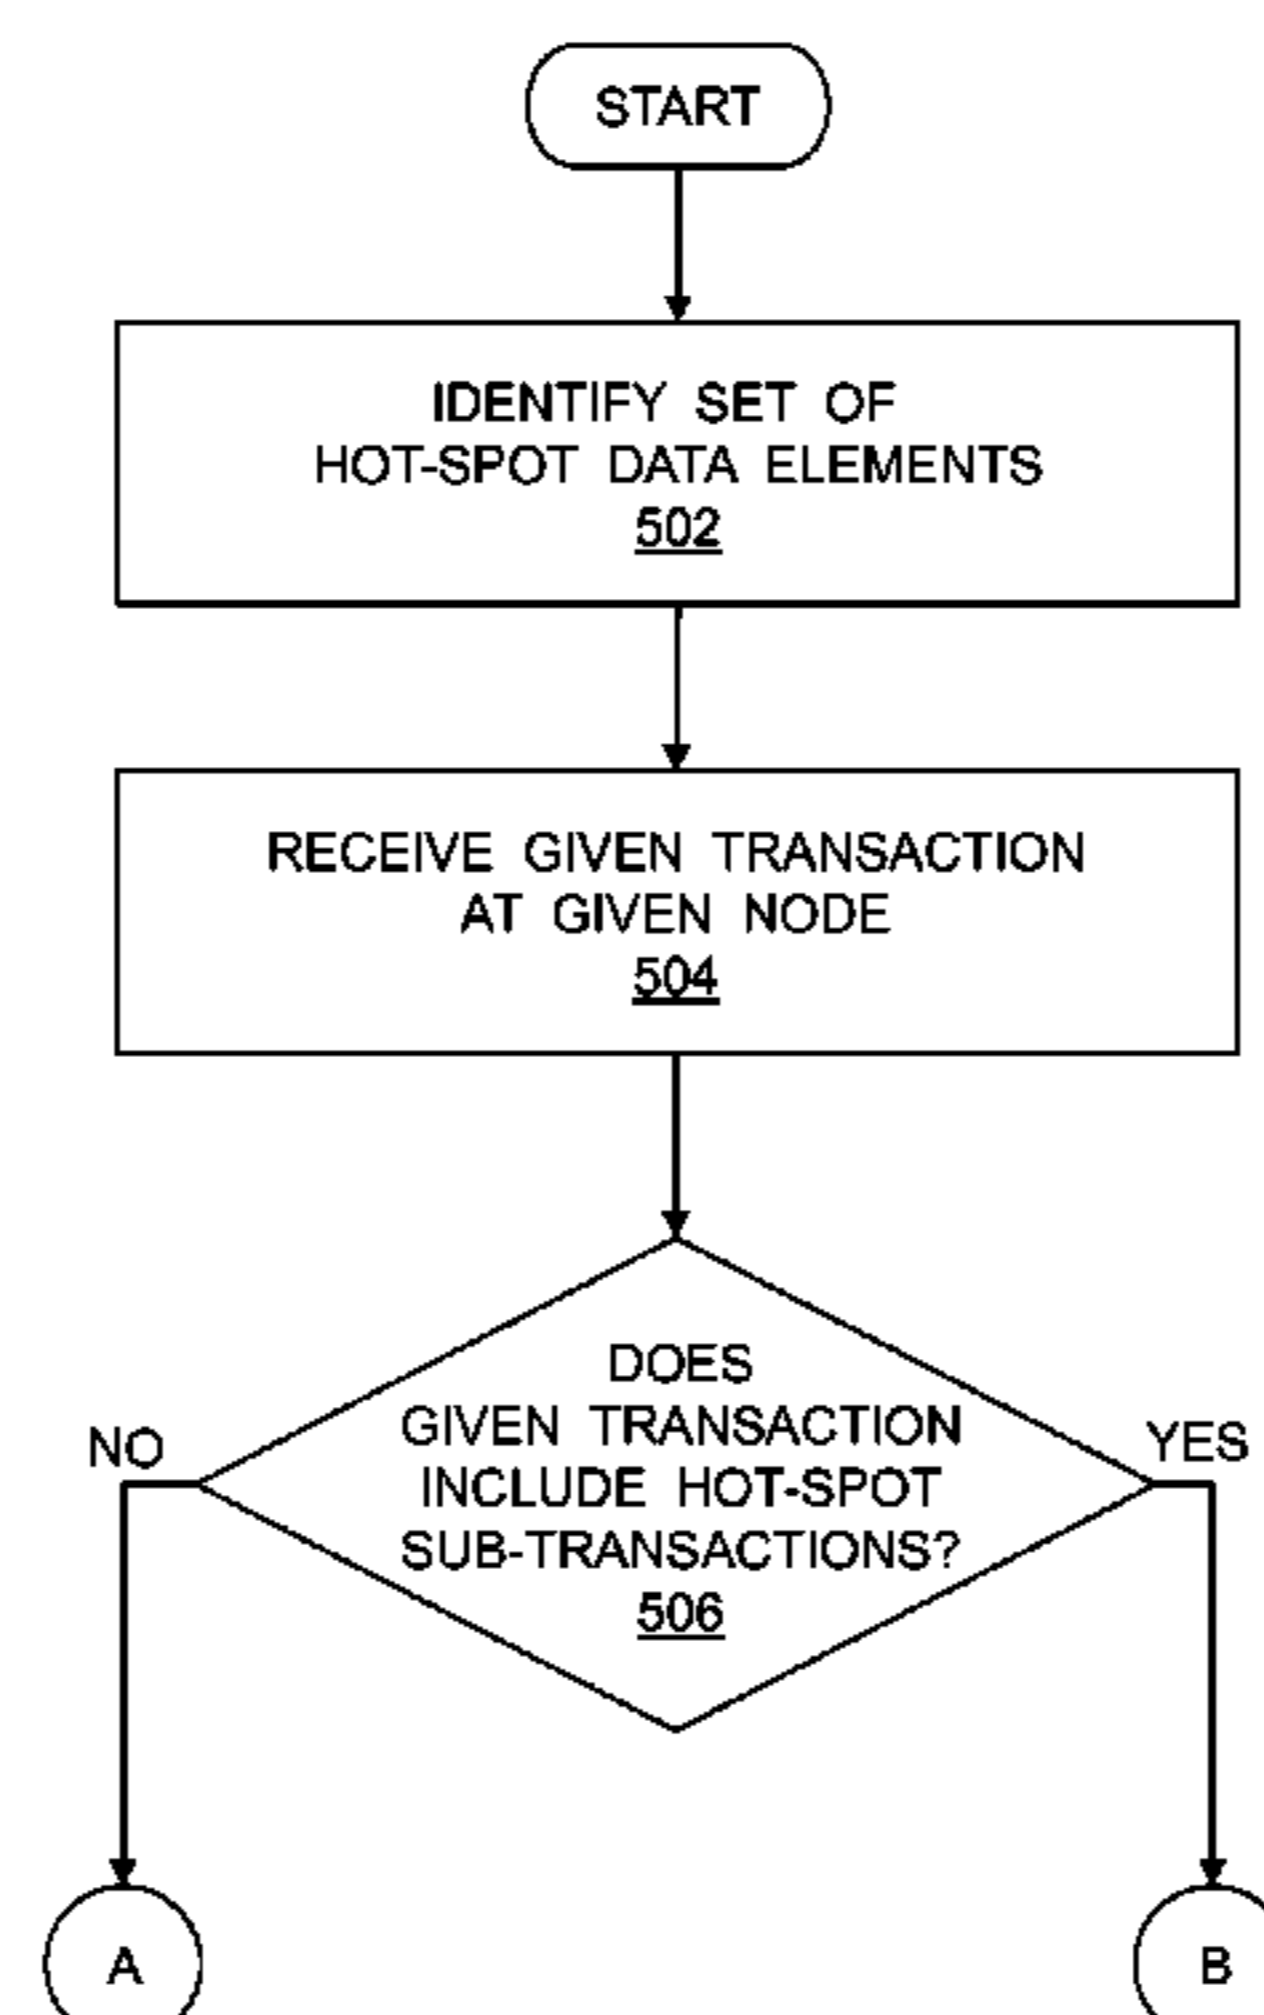 START
IDENTIFY SET OF
HOT-SPOT DATA ELEMENTS
502
RECEIVE GIVEN TRANSACTION
AT GIVEN NODE
504
DOES
GIVEN TRANSACTION
INCLUDE HOT-SPOT
SUB-TRANSACTIONS?
506
NO
YES
A
B